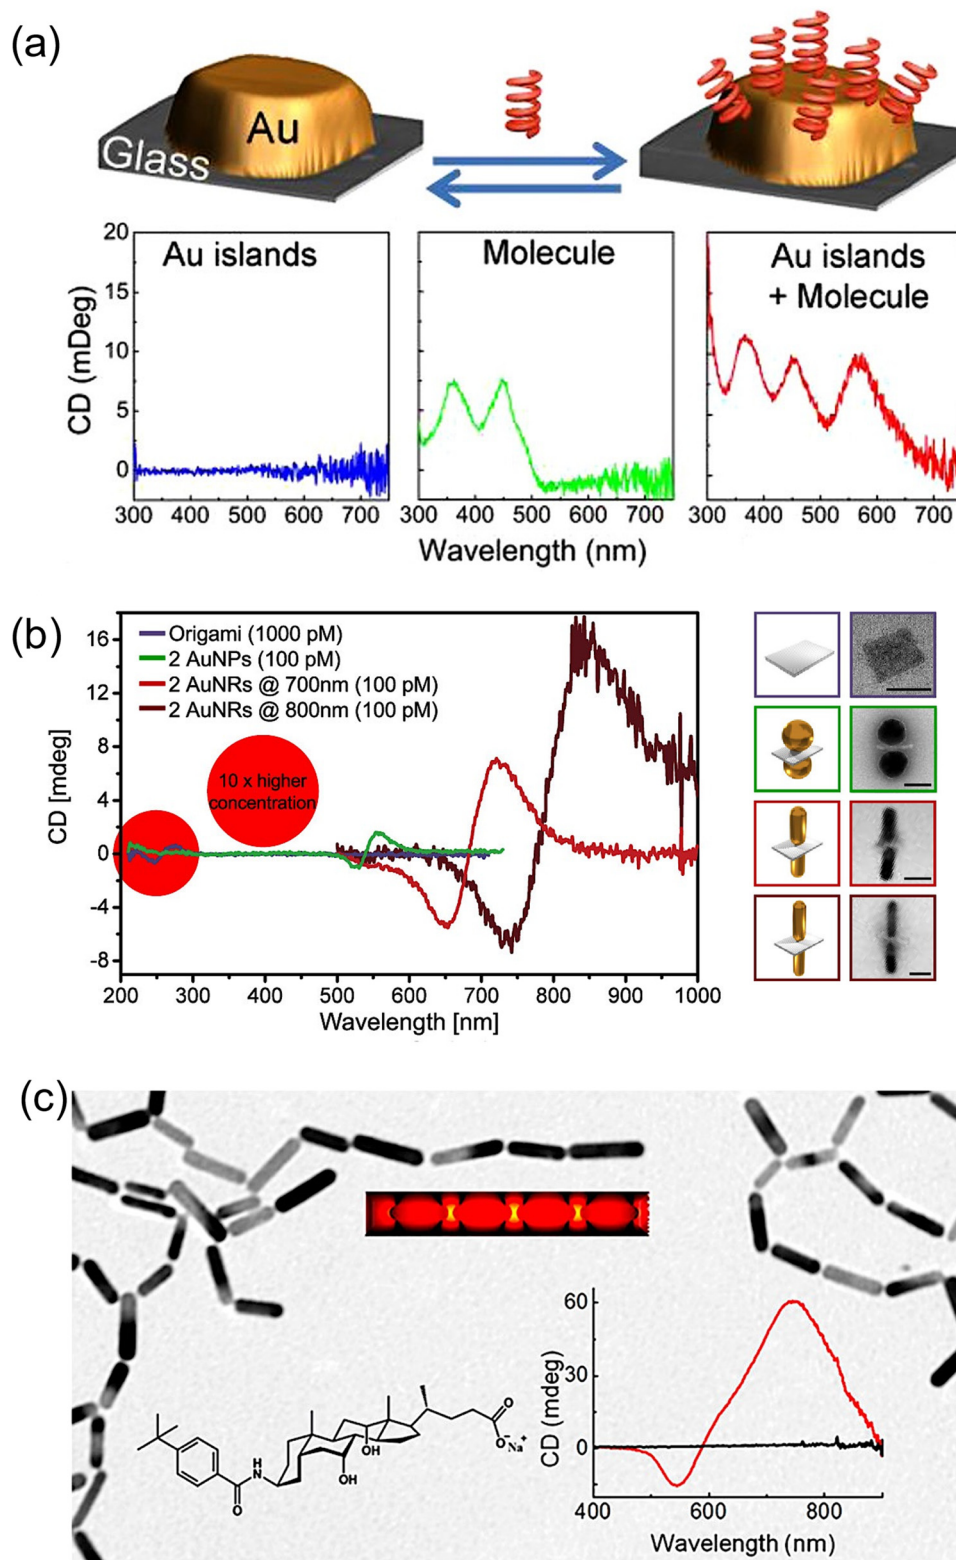 (a)
Au
Glass
Au islands
Molecule
Au islands
+ Molecule
CD (mDeg)
20
15
10
5
0
300 400 500 600 700
300 400 500 600 700
300 400 500 600 700
Wavelength (nm)
(b)
Origami (1000 pM)
2 AuNPs (100 pM)
2 AuNRs @ 700nm (100 pM)
2 AuNRs @ 800nm (100 pM)
10 x higher
concentration
CD [mdeg]
16
12
8
4
0
-4
-8
200 300 400 500 600 700 800 900 1000
Wavelength [nm]
(c)
CD (mdeg)
60
30
0
400 600 800
Wavelength (nm)
O
O⁻Na⁺
OH
OH
H
N
O